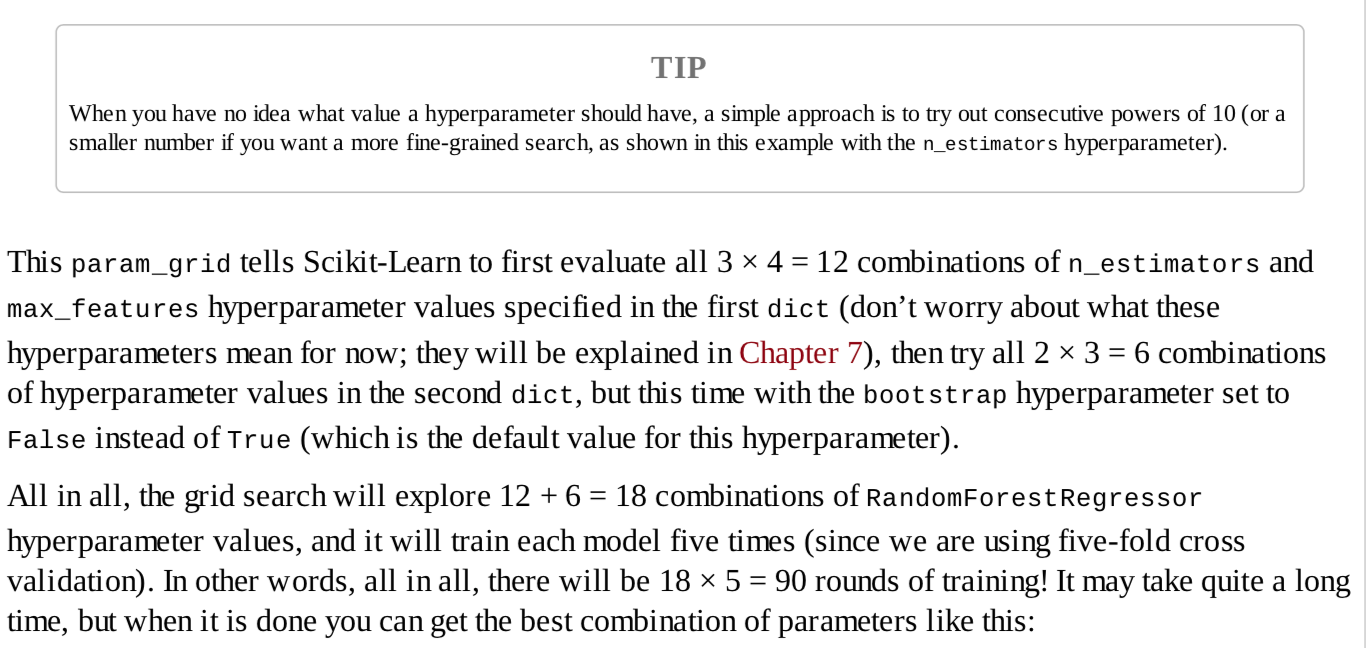 TIP
When you have no idea what value a hyperparameter should have, a simple approach is to try out consecutive powers of 10 (or a
smaller number if you want a more fine-grained search, as shown in this example with the n_estimators hyperparameter).
This param_grid tells Scikit-Learn to first evaluate all 3 × 4 = 12 combinations of n_estimators and
max_features hyperparameter values specified in the first dict (don’t worry about what these
hyperparameters mean for now; they will be explained in Chapter 7), then try all 2 × 3 = 6 combinations
of hyperparameter values in the second dict, but this time with the bootstrap hyperparameter set to
False instead of True (which is the default value for this hyperparameter).
All in all, the grid search will explore 12 + 6 = 18 combinations of RandomForestRegressor
hyperparameter values, and it will train each model five times (since we are using five-fold cross
validation). In other words, all in all, there will be 18 × 5 = 90 rounds of training! It may take quite a long
time, but when it is done you can get the best combination of parameters like this: